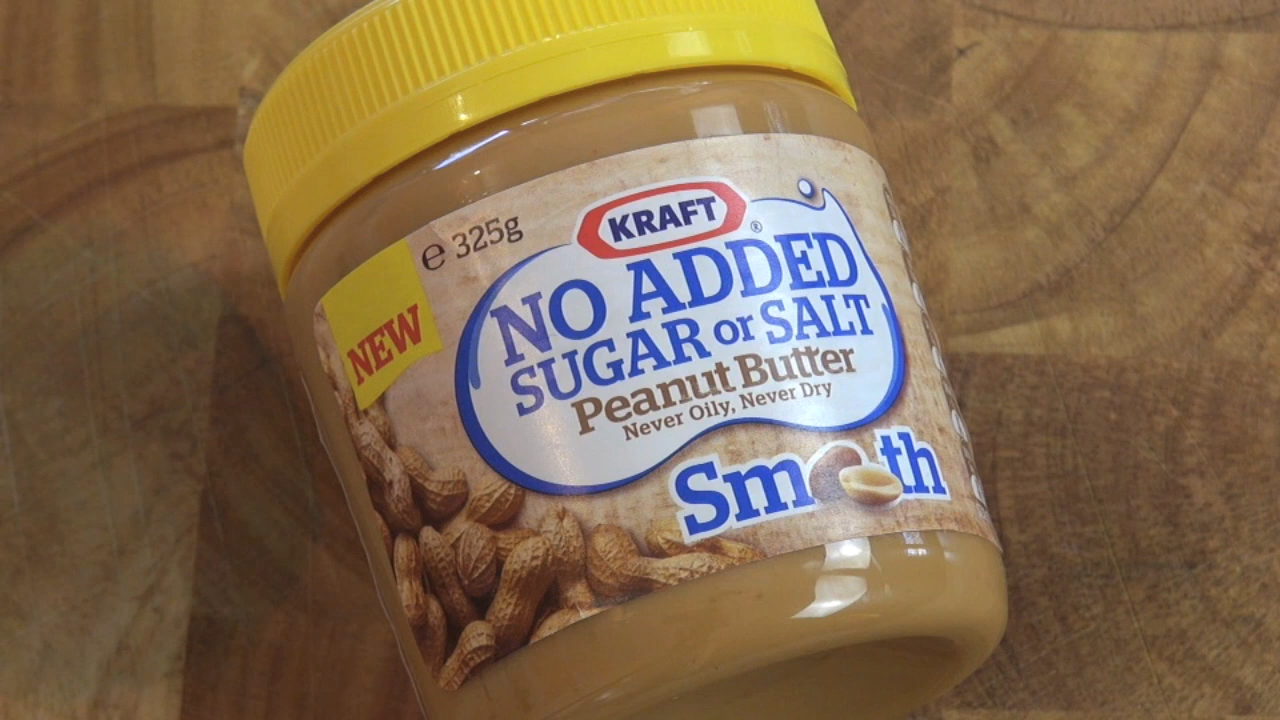 ℮ 325g
KRAFT
®
NEW
NO ADDED
SUGAR or SALT
Peanut Butter
Never Oily, Never Dry
Smooth